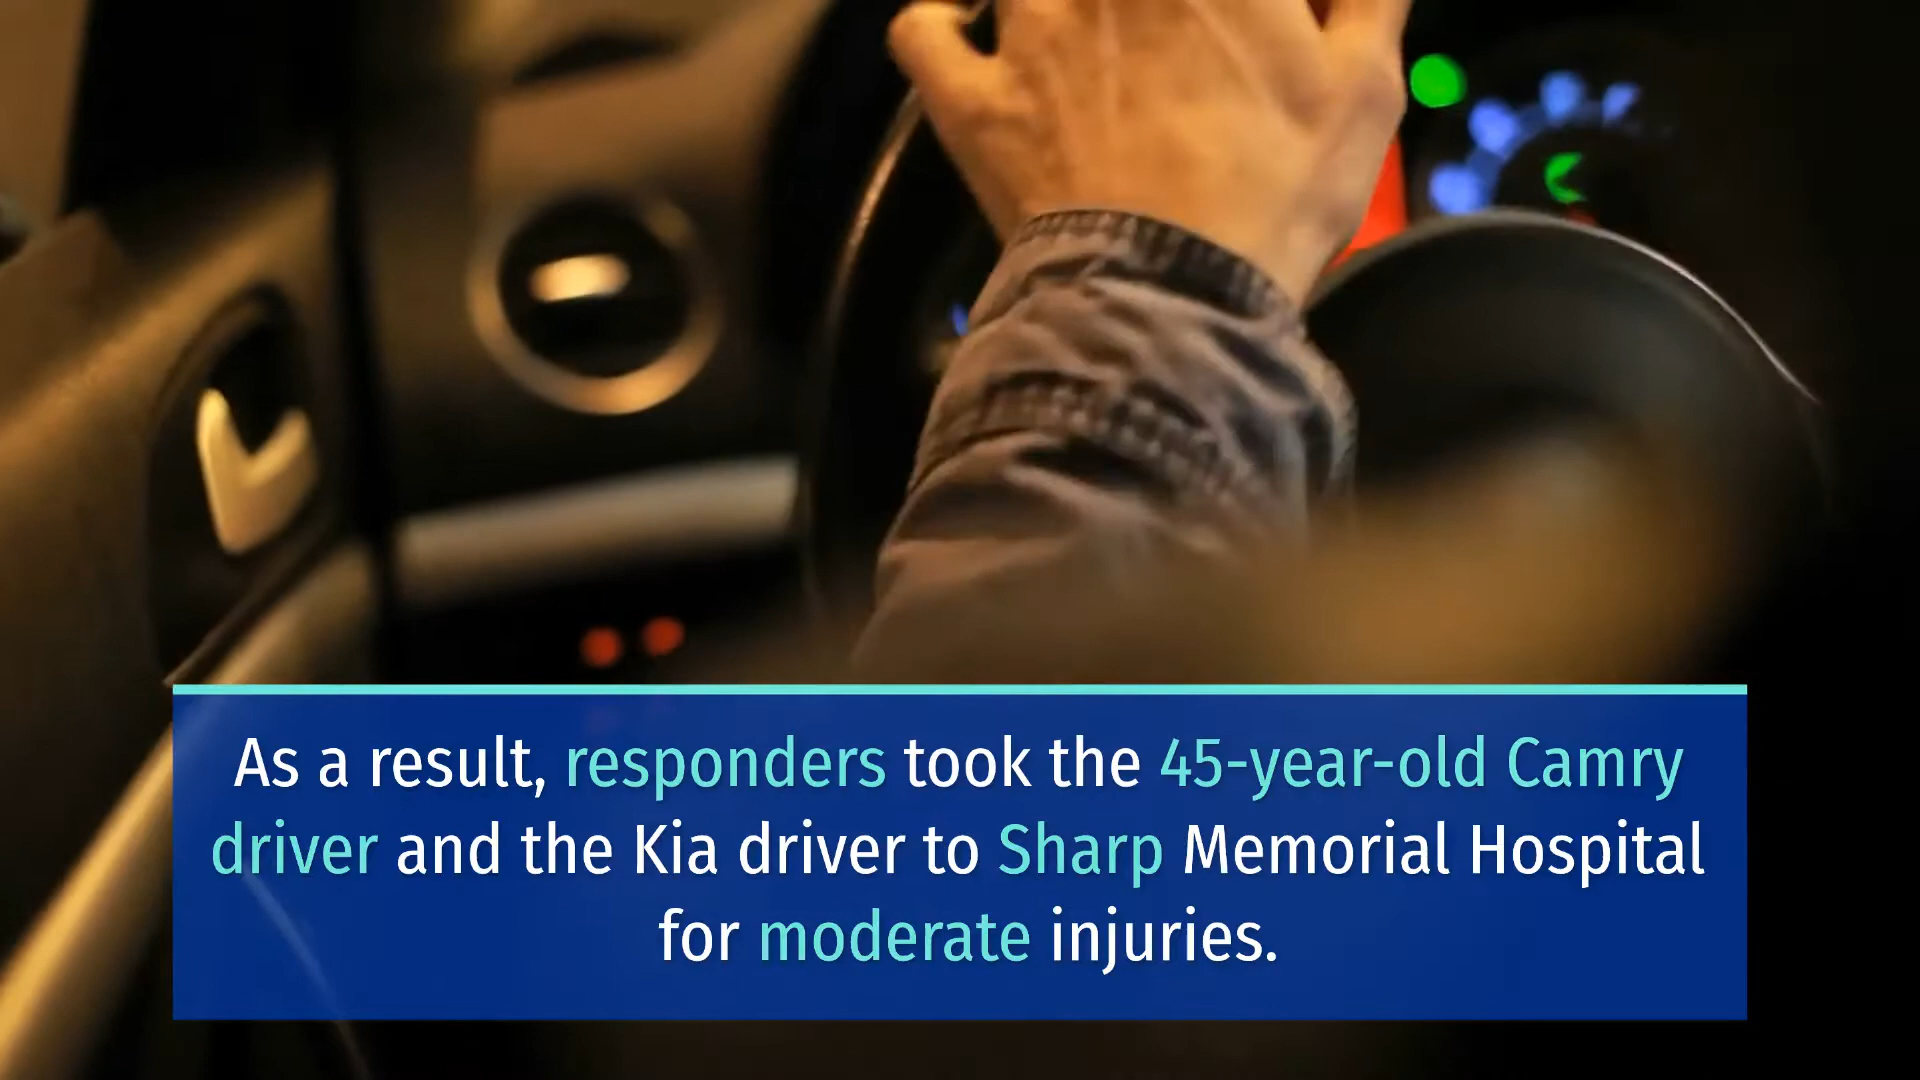 As a result, responders took the 45-year-old Camry
driver and the Kia driver to Sharp Memorial Hospital
for moderate injuries.